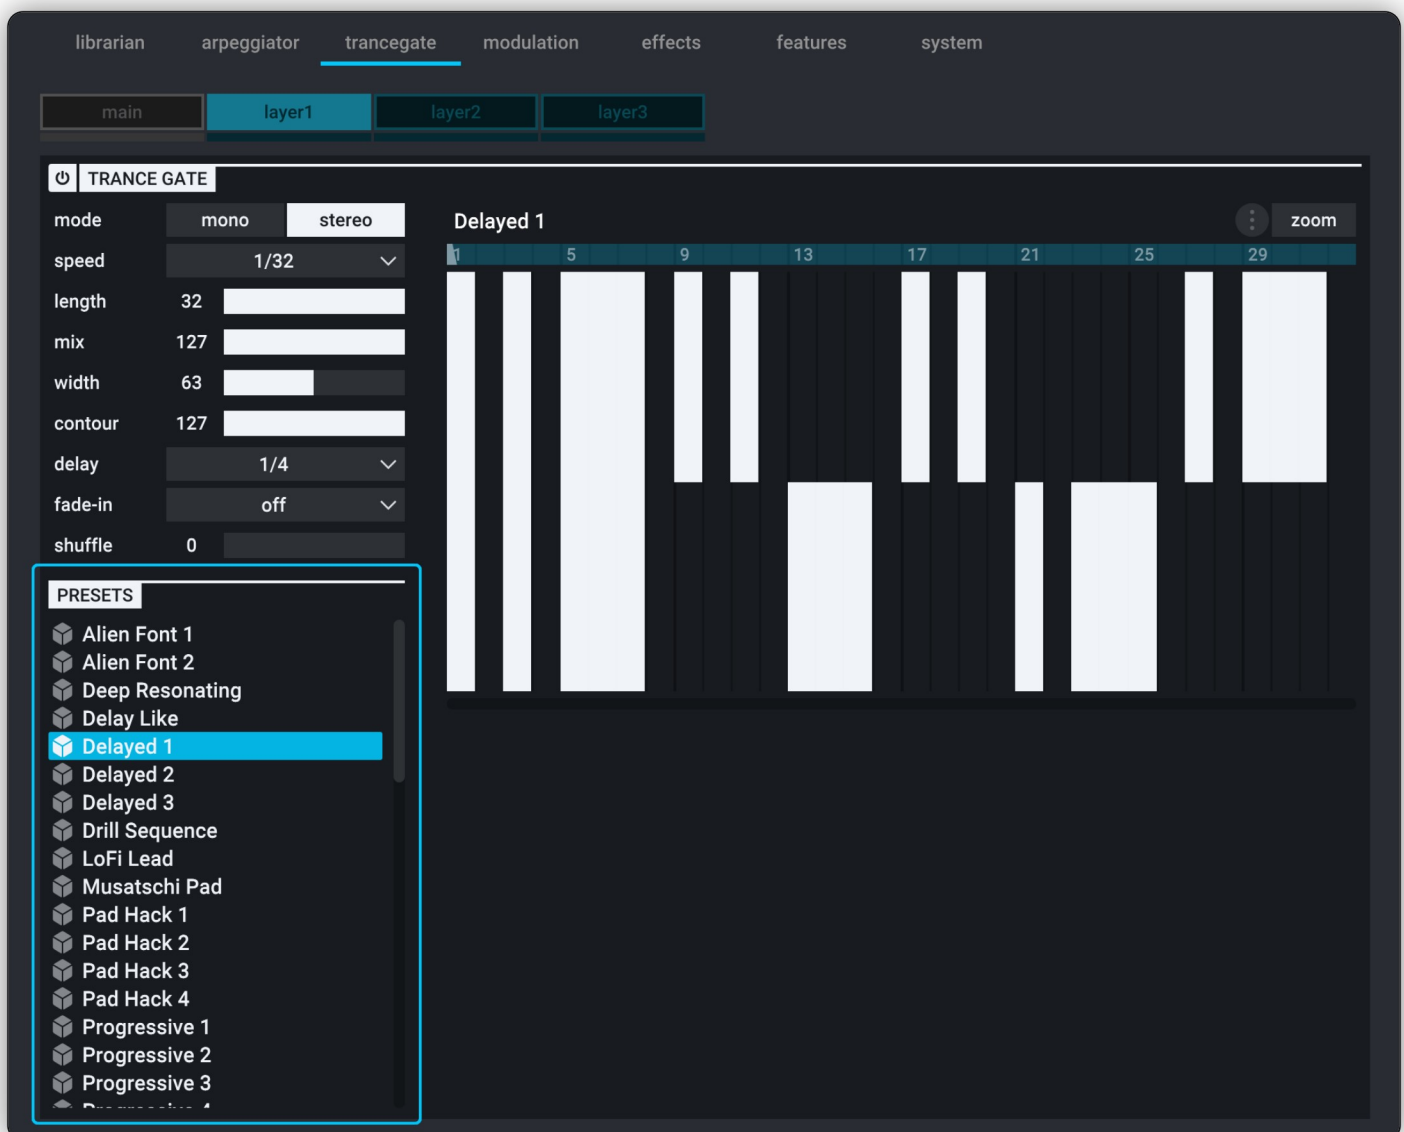 librarian arpeggiator trancegate modulation effects features system
main layer1 layer2 layer3
TRANCE GATE
mode mono stereo
speed 1/32
length 32
mix 127
width 63
contour 127
delay 1/4
fade-in off
shuffle 0
Delayed 1 zoom
1 5 9 13 17 21 25 29
PRESETS
Alien Font 1
Alien Font 2
Deep Resonating
Delay Like
Delayed 1
Delayed 2
Delayed 3
Drill Sequence
LoFi Lead
Musatschi Pad
Pad Hack 1
Pad Hack 2
Pad Hack 3
Pad Hack 4
Progressive 1
Progressive 2
Progressive 3